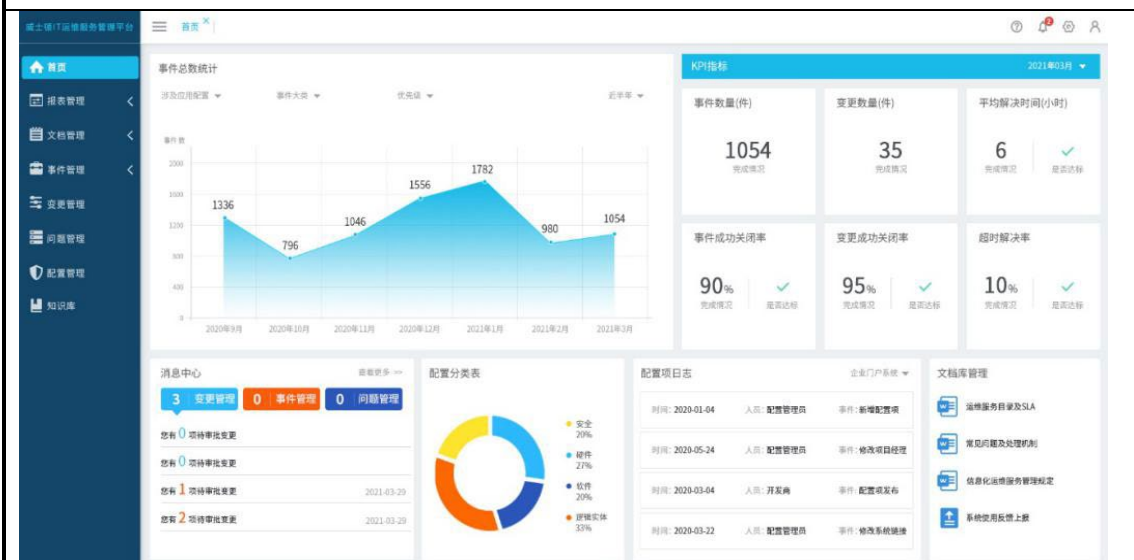 威士顿IT运维服务管理平台
首页 ×
2
首页
报表管理
文档管理
事件管理
变更管理
问题管理
配置管理
知识库
事件总数统计
涉及应用配置 事件大类 优先级 近半年
事件数
2000
1600
1200
800
400
0
1336
796
1046
1556
1782
980
1054
2020年9月 2020年10月 2020年11月 2020年12月 2021年1月 2021年2月 2021年3月
KPI指标 2021年03月
事件数量(件) 变更数量(件) 平均解决时间(小时)
1054 35 6
完成情况 完成情况 完成情况 是否达标
事件成功关闭率 变更成功关闭率 超时解决率
90% 95% 10%
完成情况 是否达标 完成情况 是否达标 完成情况 是否达标
消息中心 查看更多 >>
3 变更管理 0 事件管理 0 问题管理
您有 0 项待审批变更
您有 0 项待审批变更
您有 1 项待审批变更 2021-03-29
您有 2 项待审批变更 2021-03-29
配置分类表
安全
20%
硬件
27%
软件
20%
逻辑实体
33%
配置项日志 企业门户系统
时间: 2020-01-04 人员: 配置管理员 事件: 新增配置项
时间: 2020-05-24 人员: 配置管理员 事件: 修改项目经理
时间: 2020-03-04 人员: 开发商 事件: 配置项发布
时间: 2020-03-22 人员: 配置管理员 事件: 修改系统链接
文档库管理
运维服务目录及SLA
常见问题及处理机制
信息化运维服务管理规定
系统使用反馈上报